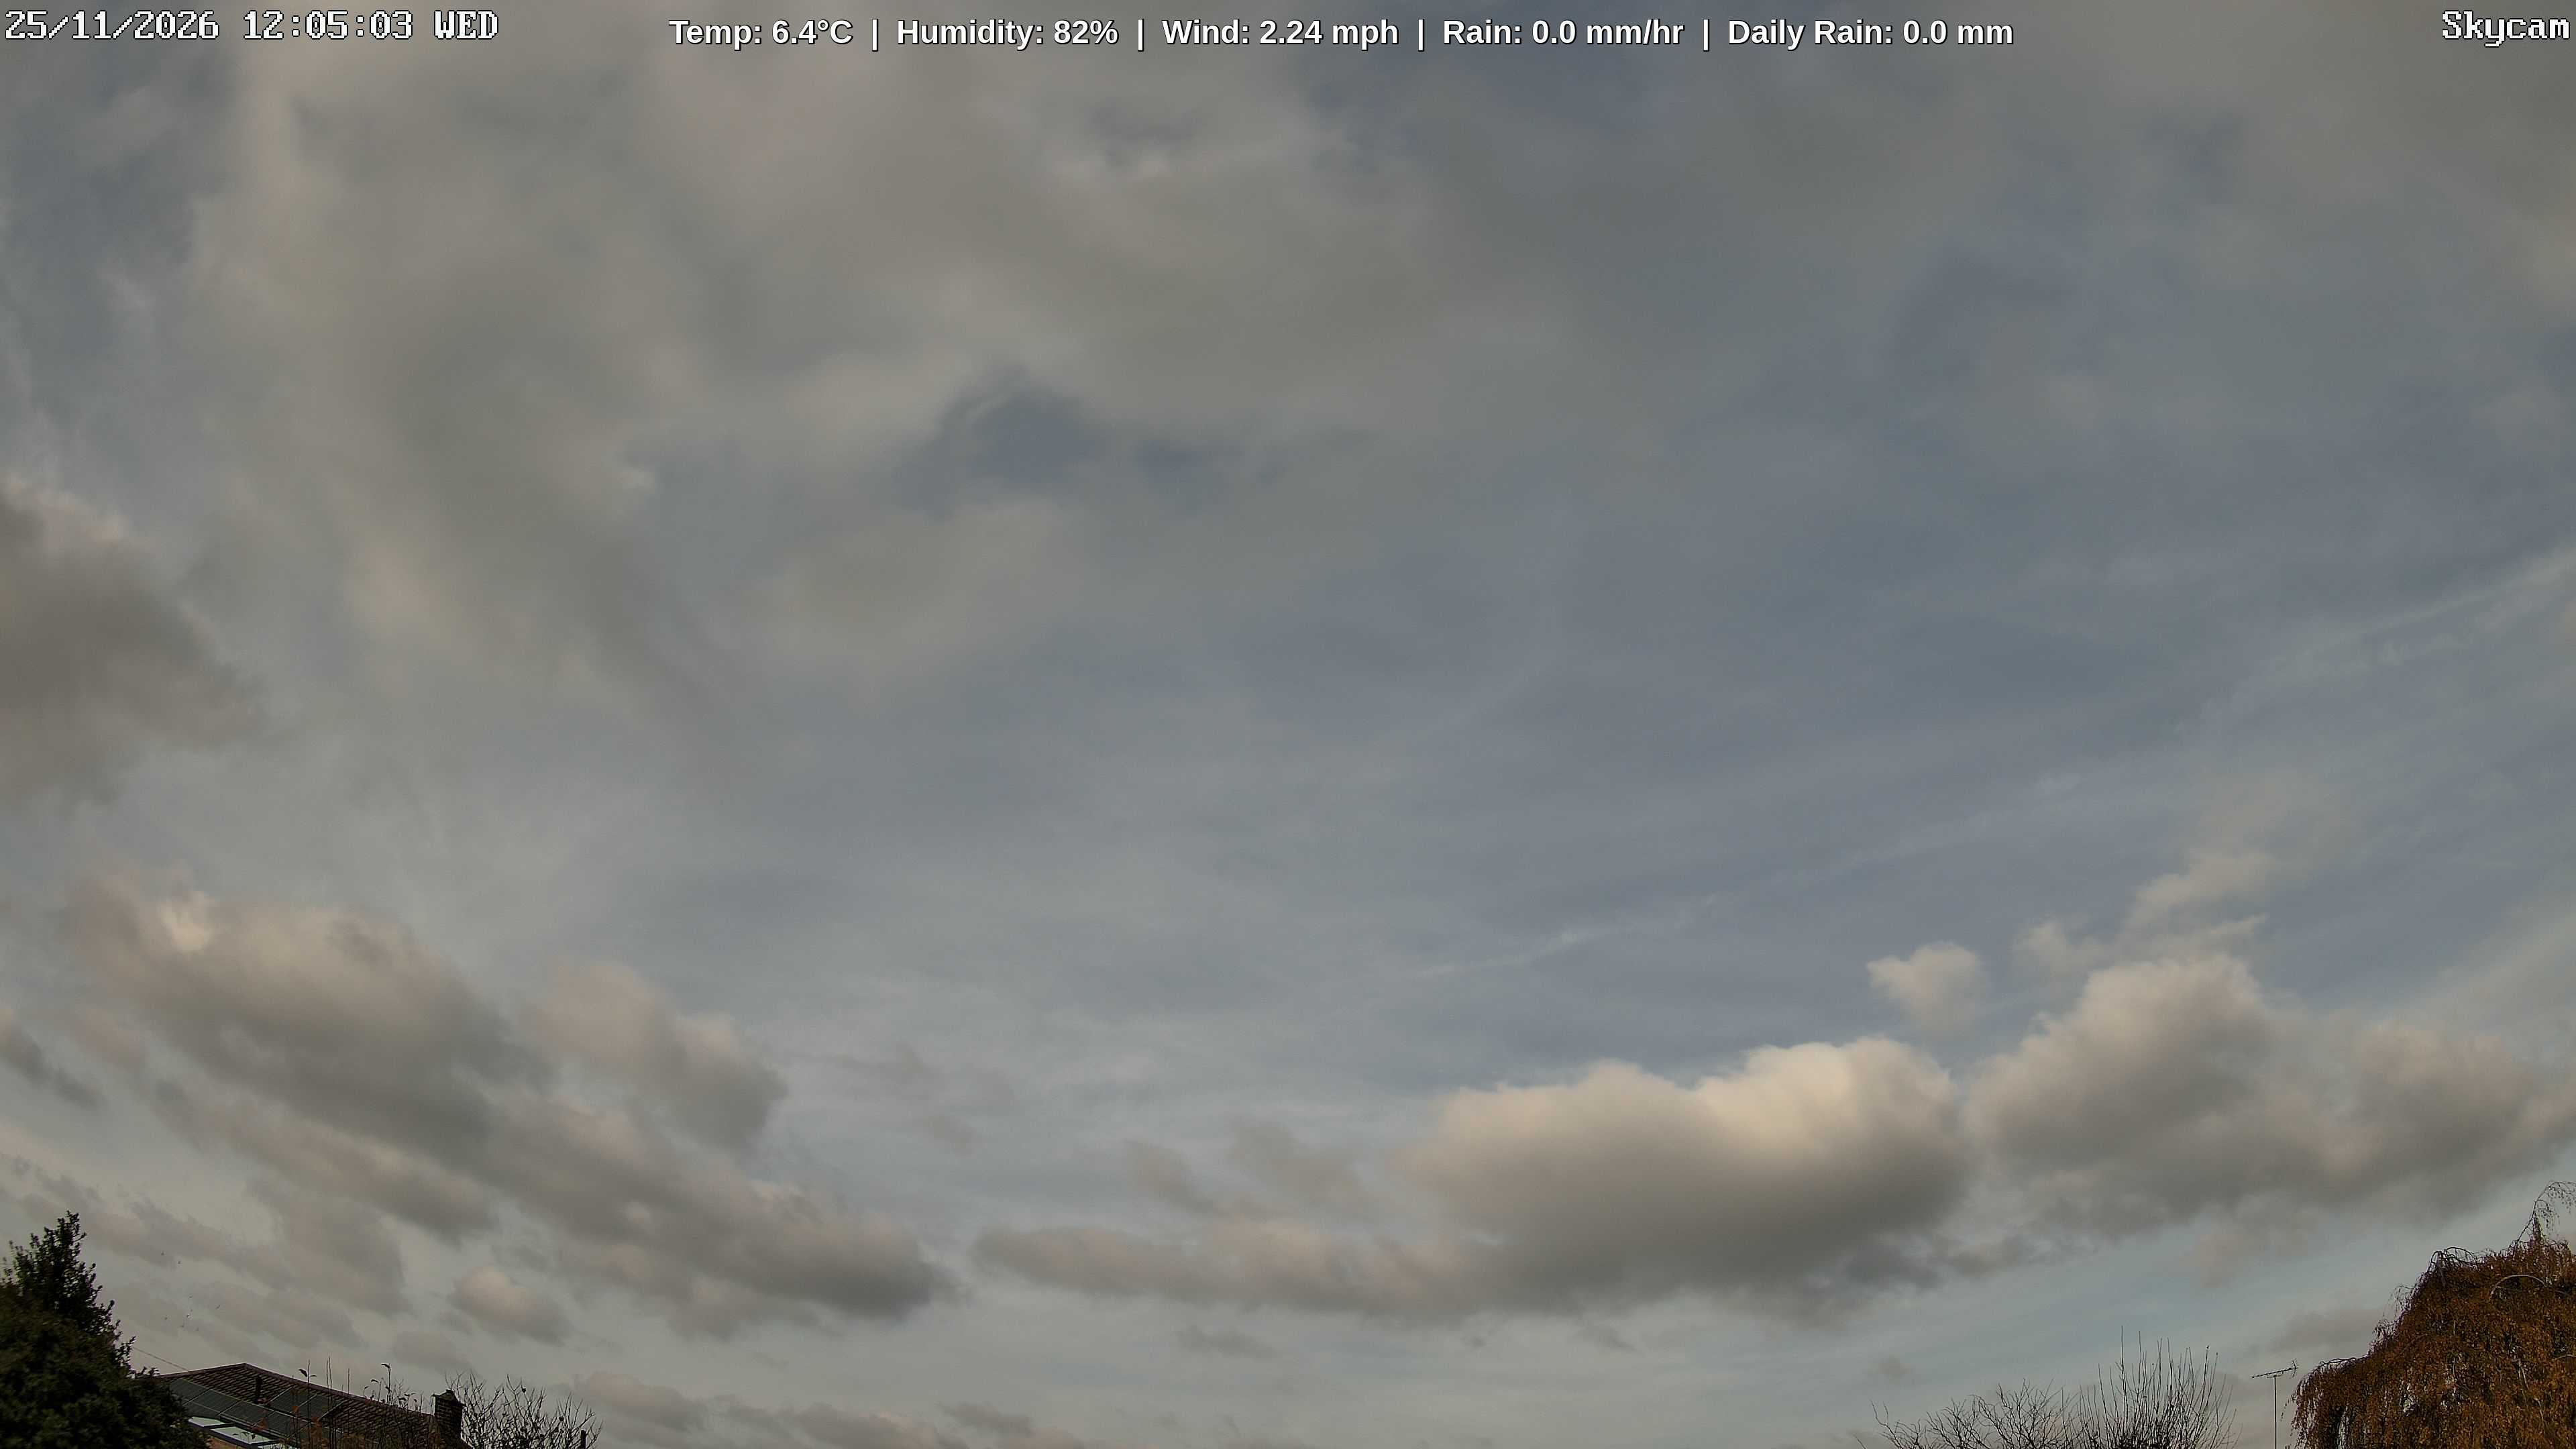 25/11/2026 12:05:03 WED
Temp: 6.4°C | Humidity: 82% | Wind: 2.24 mph | Rain: 0.0 mm/hr | Daily Rain: 0.0 mm
Skycam